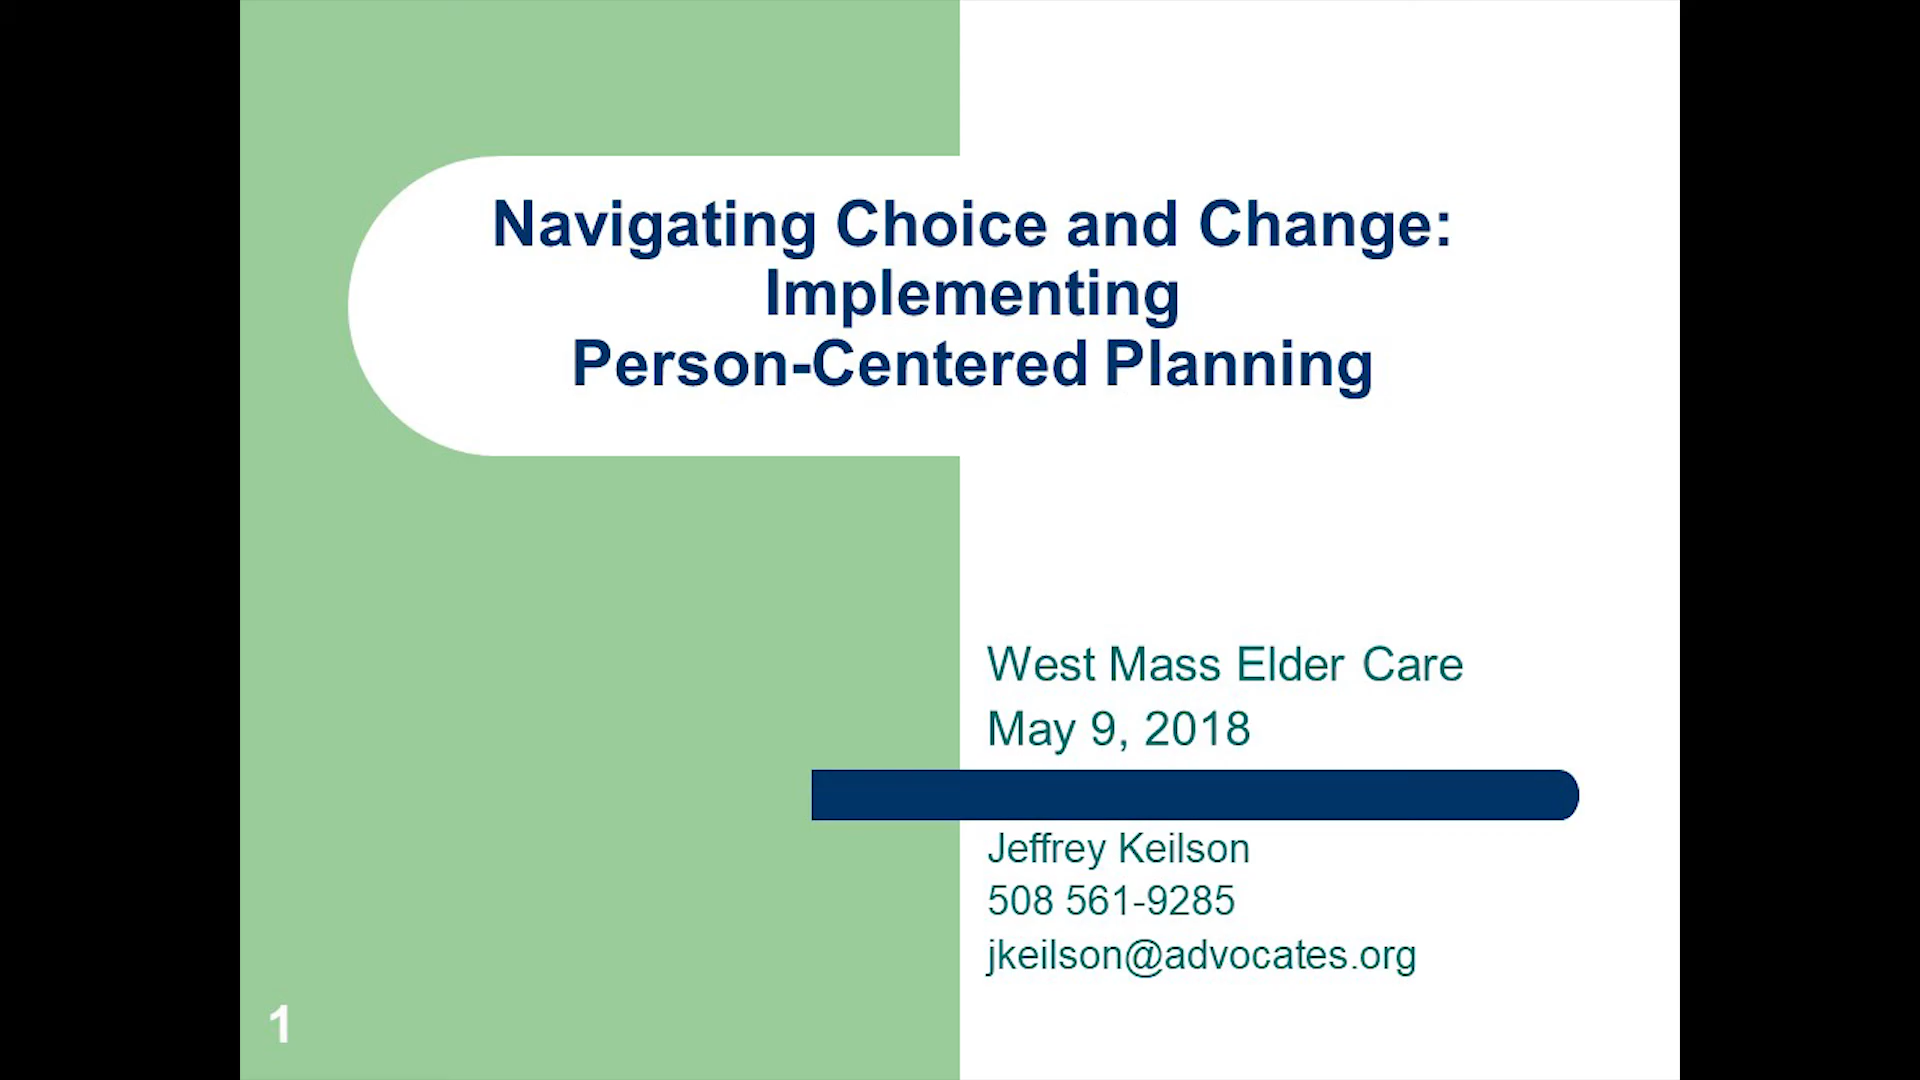 Navigating Choice and Change:
Implementing
Person-Centered Planning
West Mass Elder Care
May 9, 2018
Jeffrey Keilson
508 561-9285
jkeilson@advocates.org
1